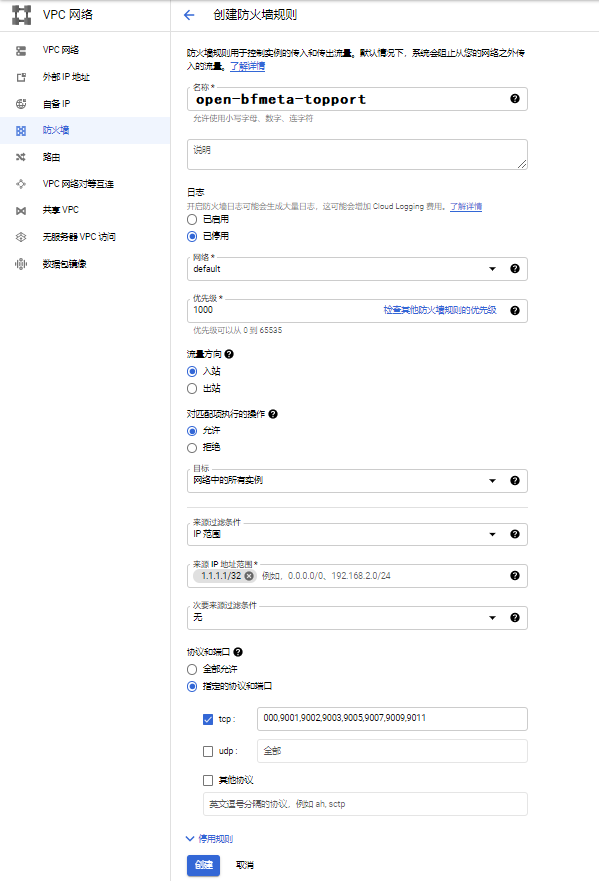 VPC 网络
创建防火墙规则
VPC 网络
外部 IP 地址
自备 IP
防火墙
路由
VPC 网络对等互连
共享 VPC
无服务器 VPC 访问
数据包镜像
防火墙规则用于控制实例的传入和传出流量。默认情况下，系统会阻止从您的网络之外传
入的流量。了解详情
名称 *
open-bfmeta-topport
允许使用小写字母、数字、连字符
说明
日志
开启防火墙日志可能会生成大量日志，这可能会增加 Cloud Logging 费用。了解详情
已启用
已停用
网络 *
default
优先级 *
1000
检查其他防火墙规则的优先级
优先级可以从 0 到 65535
流量方向
入站
出站
对匹配项执行的操作
允许
拒绝
目标
网络中的所有实例
来源过滤条件
IP 范围
来源 IP 地址范围 *
1.1.1.1/32 例如，0.0.0.0/0、192.168.2.0/24
次要来源过滤条件
无
协议和端口
全部允许
指定的协议和端口
tcp :
000,9001,9002,9003,9005,9007,9009,9011
udp :
全部
其他协议
英文逗号分隔的协议，例如 ah, sctp
停用规则
创建
取消